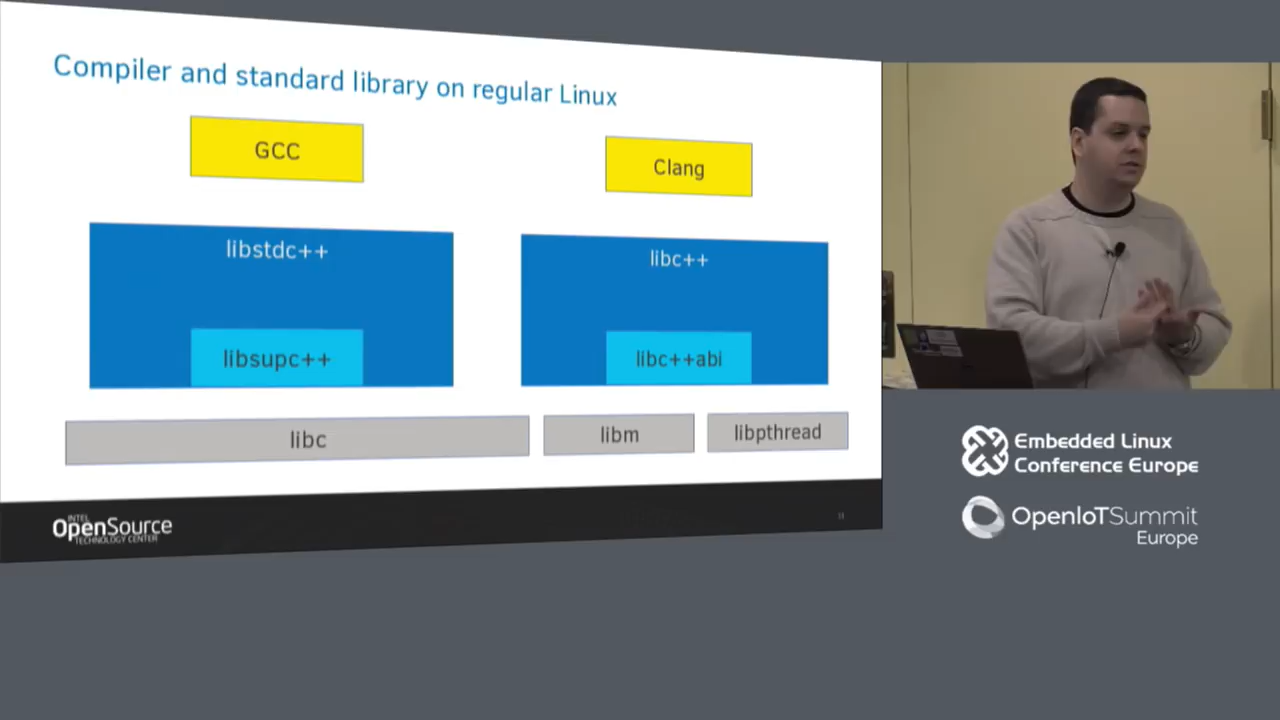 Compiler and standard library on regular Linux
GCC
Clang
libstdc++
libc++
libsupc++
libc++abi
libc
libm
libpthread
INTEL
OpenSource
TECHNOLOGY CENTER
Embedded Linux
Conference Europe
OpenIoTSummit
Europe